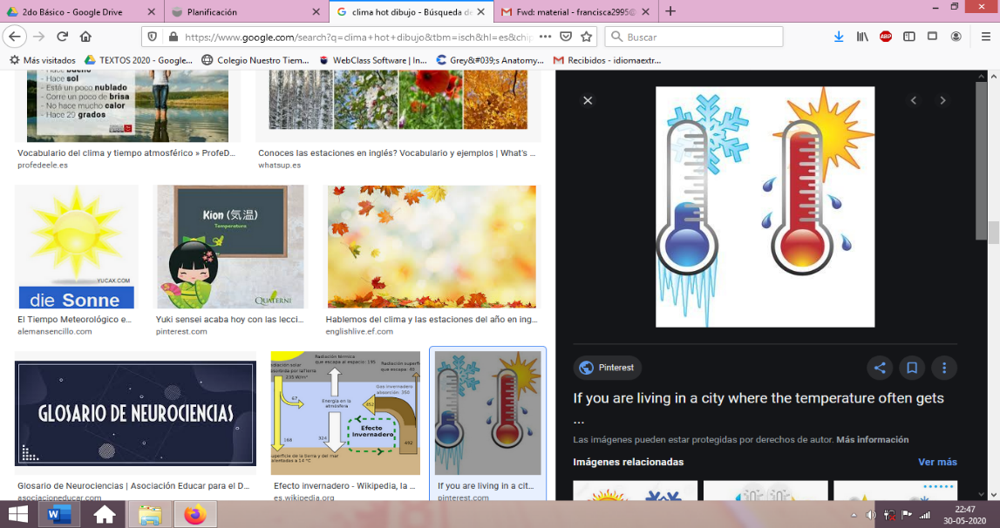 2do Básico - Google Drive
Planificación
clima hot dibujo - Búsqueda de
Fwd: material - francisca2995@
https://www.google.com/search?q=clima+hot+dibujo&tbm=isch&hl=es&chip
Buscar
Más visitados
TEXTOS 2020 - Google...
Colegio Nuestro Tiem...
WebClass Software | In...
Grey&#039;s Anatomy...
Recibidos - idiomaextr...
- Hace bueno
- Hace sol
- Está un poco nublado
- Corre un poco de brisa
- No hace mucho calor
- Hace 29 grados
Vocabulario del clima y tiempo atmosférico » ProfeD...
profedeele.es
Conoces las estaciones en inglés? Vocabulario y ejemplos | What's ...
whatsup.es
YUCAX.COM
die Sonne
El Tiempo Meteorológico e...
alemansencillo.com
Kion (気温)
Temperatura
QUATERNI
Yuki sensei acaba hoy con las lecci...
pinterest.com
Hablemos del clima y las estaciones del año en ing...
englishlive.ef.com
GLOSARIO DE NEUROCIENCIAS
Glosario de Neurociencias | Asociación Educar para el D...
asociacioneducar.com
Radiación térmica
que escapa al espacio: 195
Radiación superfi
que escapa: 40
adiación solar
absorbida por laTierra
235 W/m²
67
Energía en la
atmósfera
Gas invernadero
absorción: 350
452
Efecto
Invernadero
168
324
492
superficie de la tierra y del mar
calentadas a 14 °C
Efecto invernadero - Wikipedia, la ...
es.wikipedia.org
If you are living in a cit...
pinterest.com
Pinterest
If you are living in a city where the temperature often gets
...
Las imágenes pueden estar protegidas por derechos de autor. Más información
Imágenes relacionadas
Ver más
22:47
30-05-2020